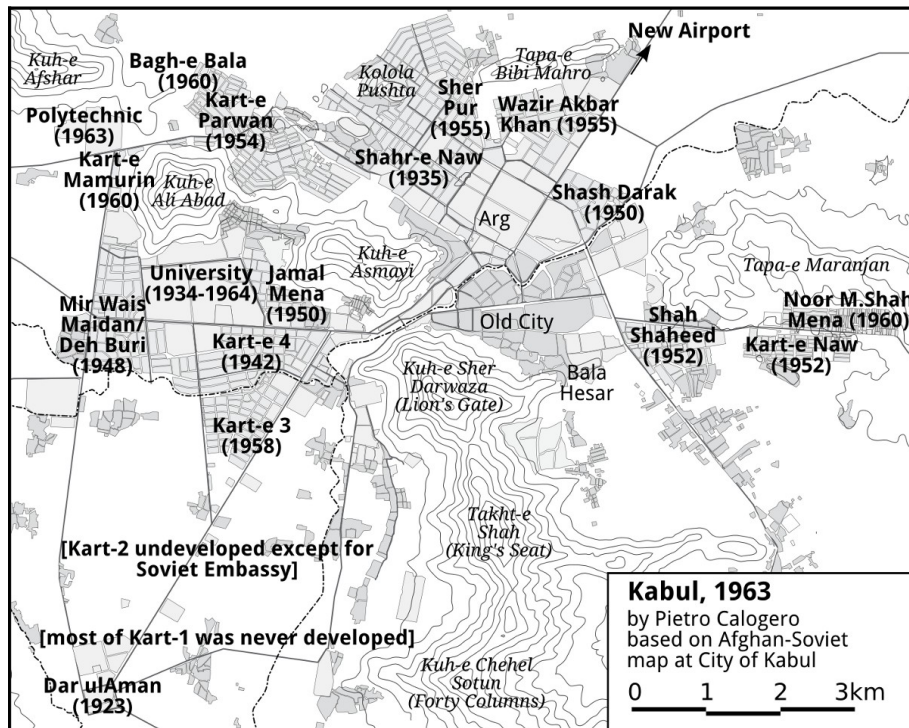 New Airport
Kuh-e
Afshar
Bagh-e Bala
(1960)
Kolola
Pushta
Tapa-e
Bibi Mahro
Sher
Pur
(1955)
Wazir Akbar
Khan (1955)
Polytechnic
(1963)
Kart-e
Parwan
(1954)
Kart-e
Mamurin
(1960)
Kuh-e
Ali Abad
Shahr-e Naw
(1935)
Shash Darak
(1950)
Arg
Kuh-e
Asmayi
University
(1934-1964)
Jamal
Mena
(1950)
Tapa-e Maranjan
Mir Wais
Maidan/
Deh Buri
(1948)
Kart-e 4
(1942)
Old City
Shah
Shaheed
(1952)
Noor M.Shah
Mena (1960)
Kart-e Naw
(1952)
Kuh-e Sher
Darwaza
(Lion's Gate)
Bala
Hesar
Kart-e 3
(1958)
Takht-e
Shah
(King's Seat)
[Kart-2 undeveloped except for
Soviet Embassy]
[most of Kart-1 was never developed]
Kuh-e Chehel
Sotun
(Forty Columns)
Dar ulAman
(1923)
Kabul, 1963
by Pietro Calogero
based on Afghan-Soviet
map at City of Kabul
0 1 2 3km